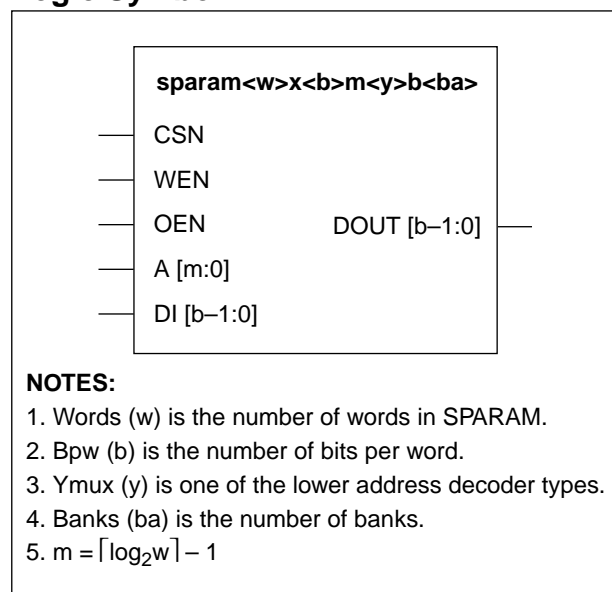 sparam<w>x<b>m<y>b<ba>
CSN
WEN
OEN
A [m:0]
DI [b–1:0]
DOUT [b–1:0]
NOTES:
1. Words (w) is the number of words in SPARAM.
2. Bpw (b) is the number of bits per word.
3. Ymux (y) is one of the lower address decoder types.
4. Banks (ba) is the number of banks.
5. m = ⌈log₂w⌉ – 1